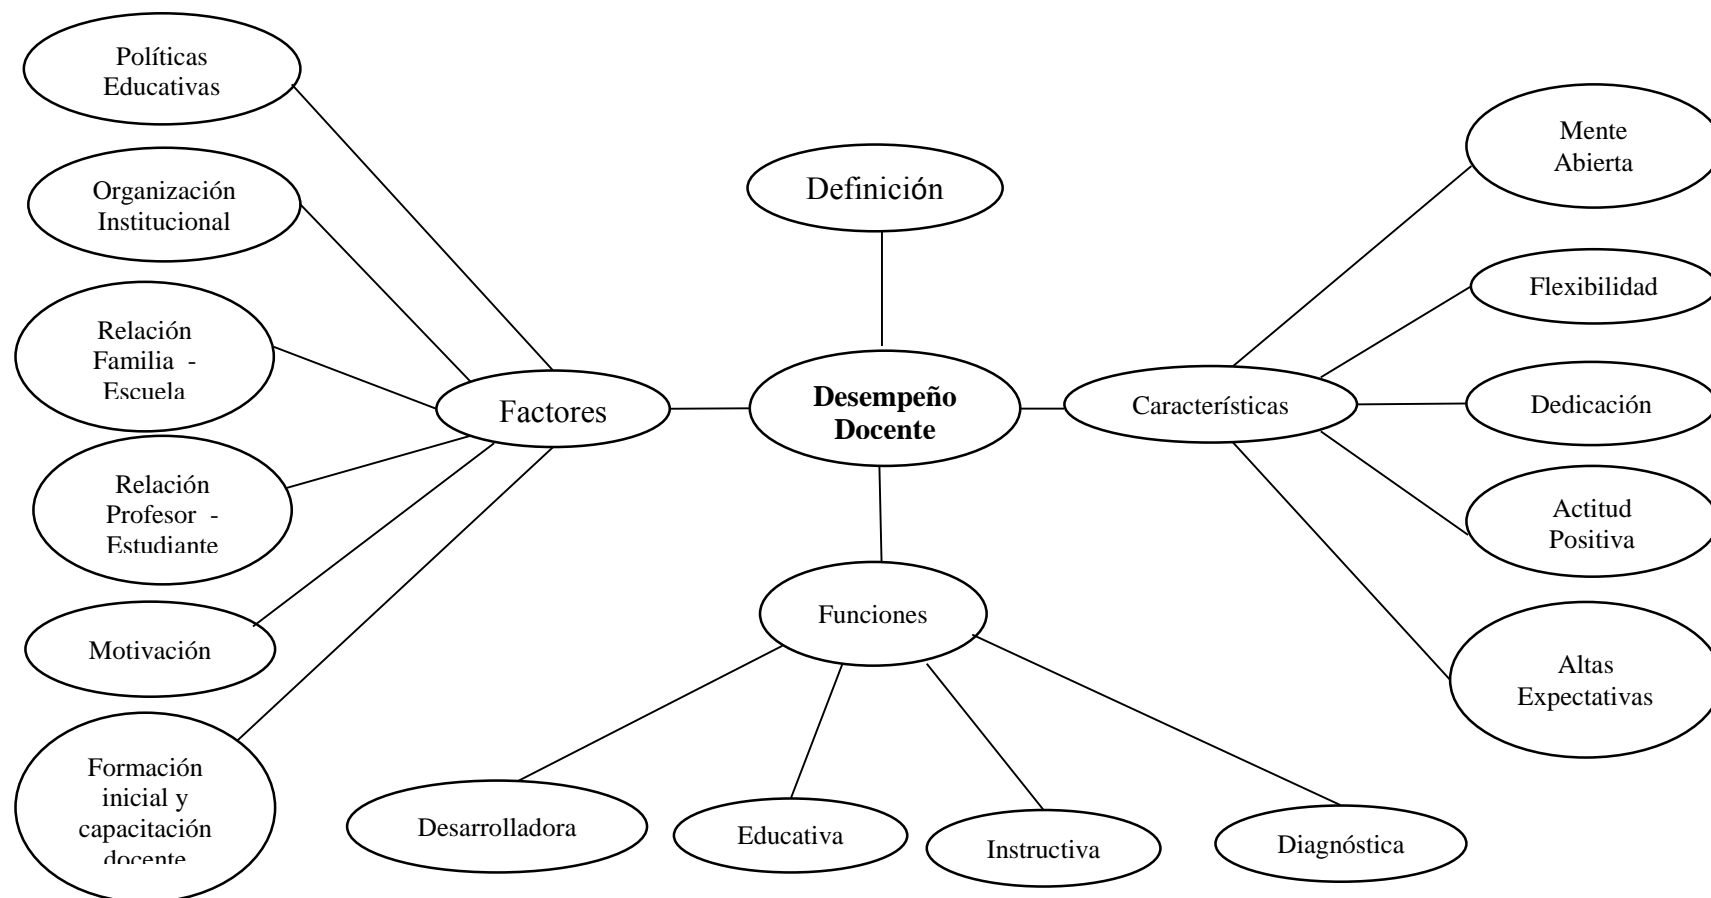 Políticas
Educativas
Organización
Institucional
Relación
Familia -
Escuela
Relación
Profesor -
Estudiante
Motivación
Formación
inicial y
capacitación
docente
Factores
Definición
Desempeño
Docente
Funciones
Desarrolladora
Educativa
Instructiva
Diagnóstica
Características
Mente
Abierta
Flexibilidad
Dedicación
Actitud
Positiva
Altas
Expectativas